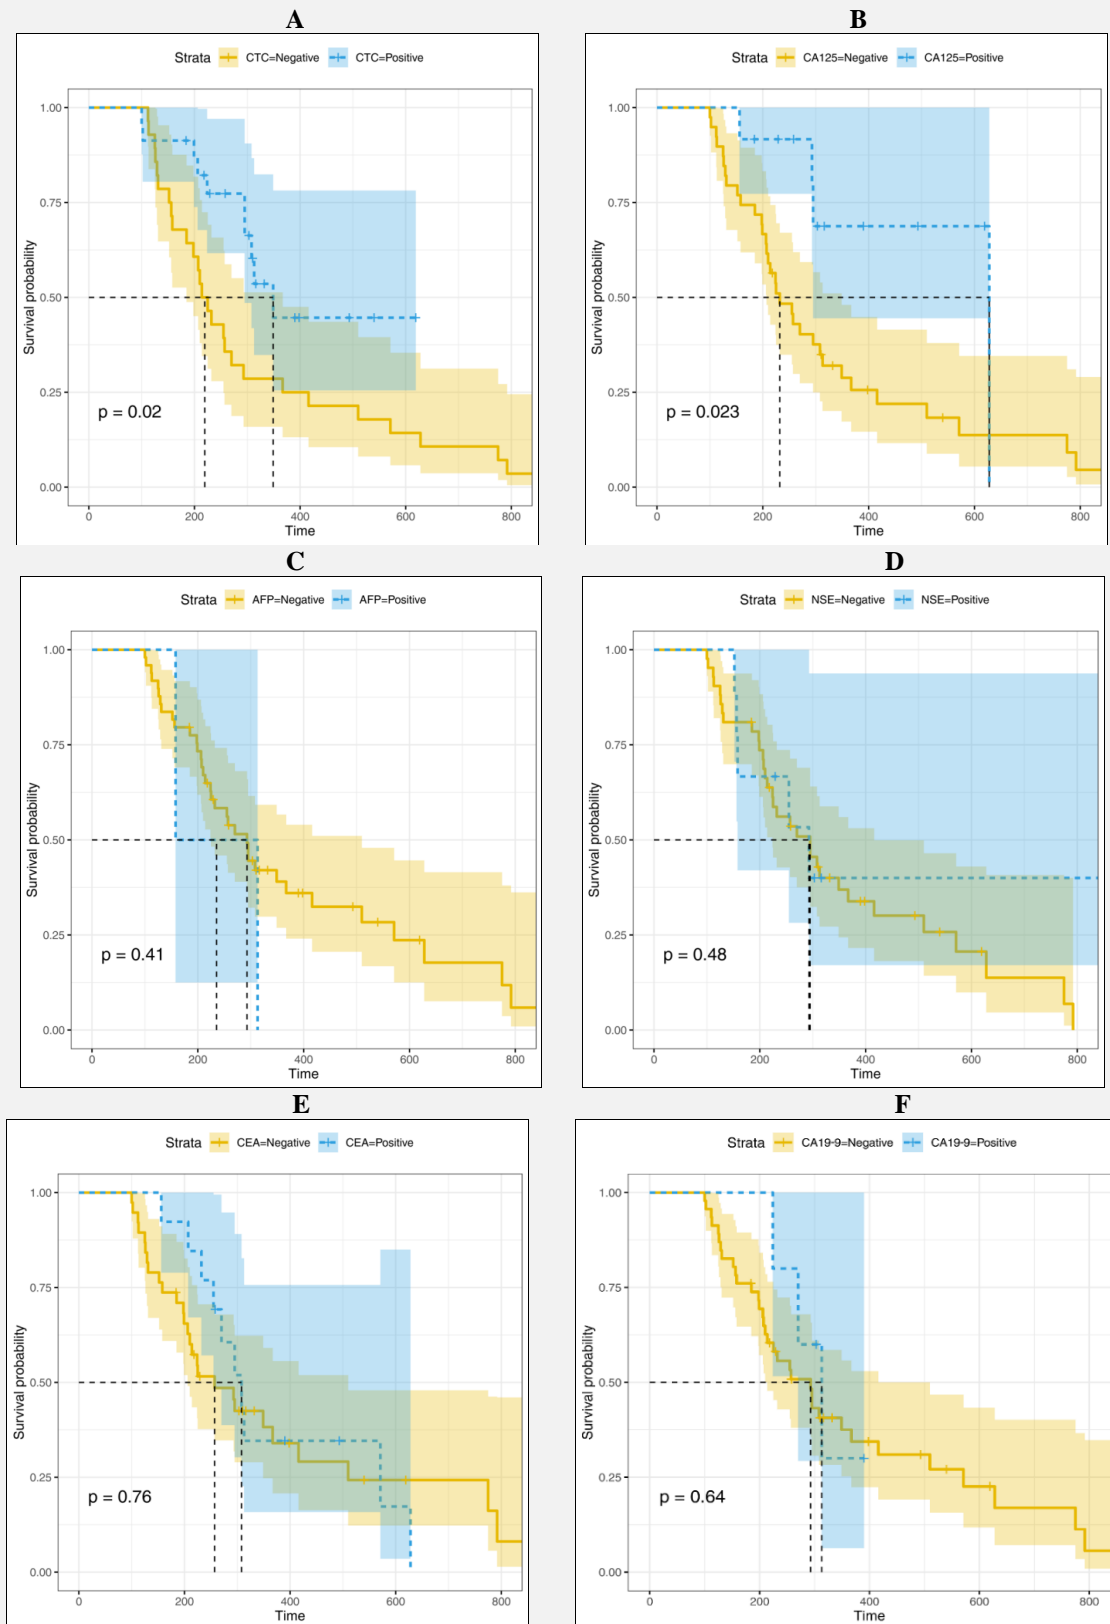 A
B
Strata CTC=Negative CTC=Positive
Strata CA125=Negative CA125=Positive
Survival probability
1.00
0.75
0.50
0.25
0.00
p = 0.02
0 200 400 600 800
Time
Survival probability
1.00
0.75
0.50
0.25
0.00
p = 0.023
0 200 400 600 800
Time
C
D
Strata AFP=Negative AFP=Positive
Strata NSE=Negative NSE=Positive
Survival probability
1.00
0.75
0.50
0.25
0.00
p = 0.41
0 200 400 600 800
Time
Survival probability
1.00
0.75
0.50
0.25
0.00
p = 0.48
0 200 400 600 800
Time
E
F
Strata CEA=Negative CEA=Positive
Strata CA19-9=Negative CA19-9=Positive
Survival probability
1.00
0.75
0.50
0.25
0.00
p = 0.76
0 200 400 600 800
Time
Survival probability
1.00
0.75
0.50
0.25
0.00
p = 0.64
0 200 400 600 800
Time